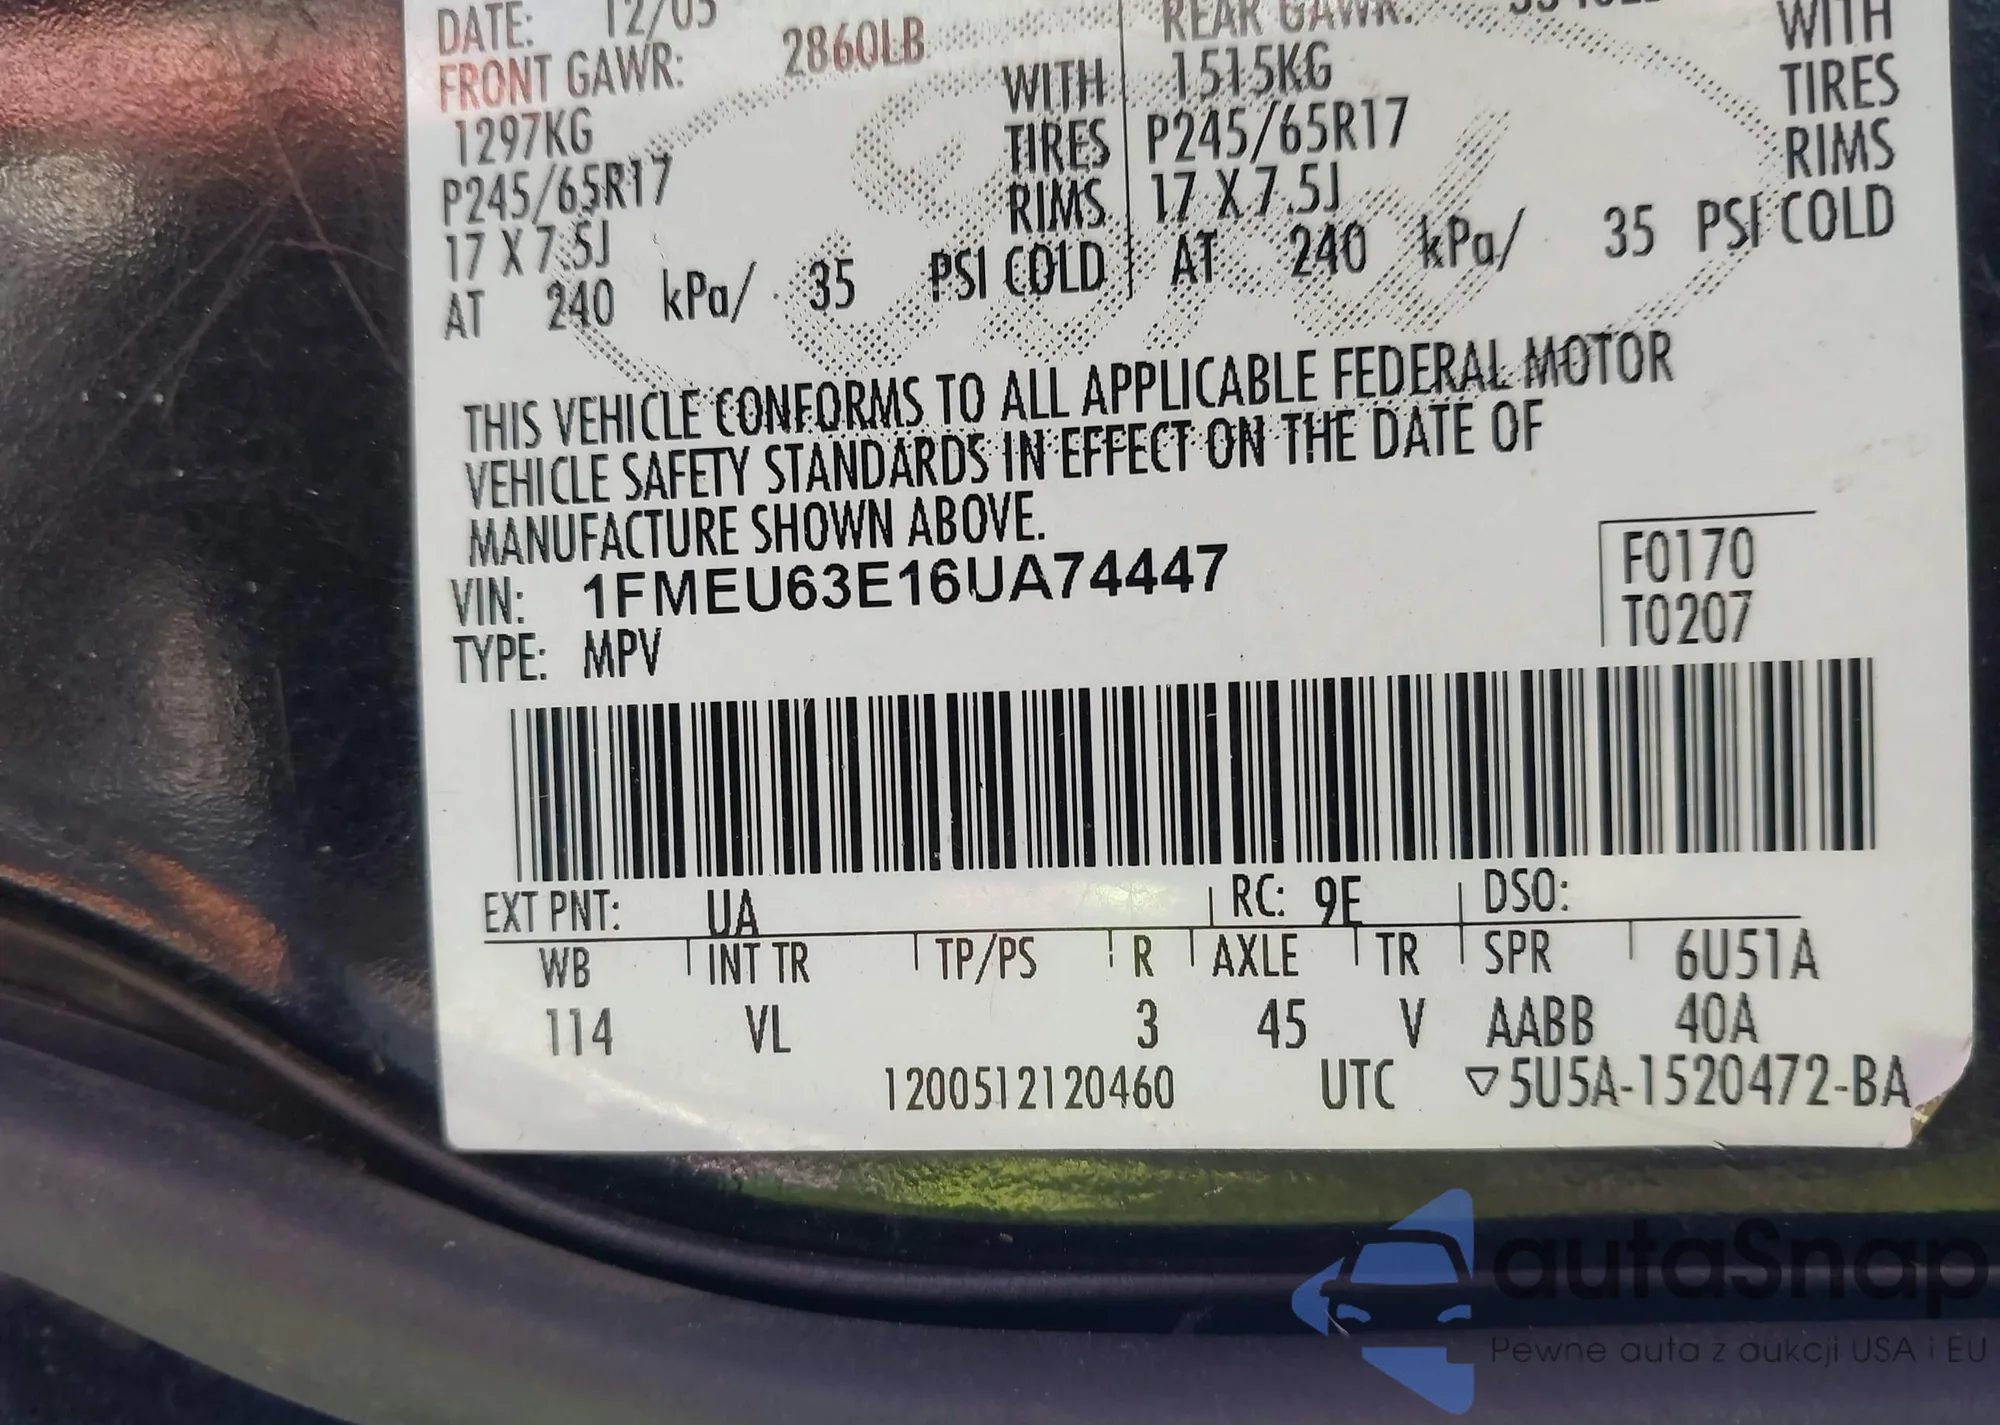 DATE: 12/05
FRONT GAWR: 2860LB
1297KG WITH
P245/65R17 TIRES
17 X 7.5J RIMS
AT 240 kPa/ 35 PSI COLD
REAR GAWR:
1515KG WITH
P245/65R17 TIRES
17 X 7.5J RIMS
AT 240 kPa/ 35 PSI COLD
THIS VEHICLE CONFORMS TO ALL APPLICABLE FEDERAL MOTOR
VEHICLE SAFETY STANDARDS IN EFFECT ON THE DATE OF
MANUFACTURE SHOWN ABOVE.
VIN: 1FMEU63E16UA74447
TYPE: MPV
F0170
T0207
EXT PNT: UA RC: 9E DSO:
WB INT TR TP/PS R AXLE TR SPR 6U51A
114 VL 3 45 V AABB 40A
1200512120460 UTC ▽5U5A-1520472-BA
autaSnap
Pewne auta z aukcji USA i EU